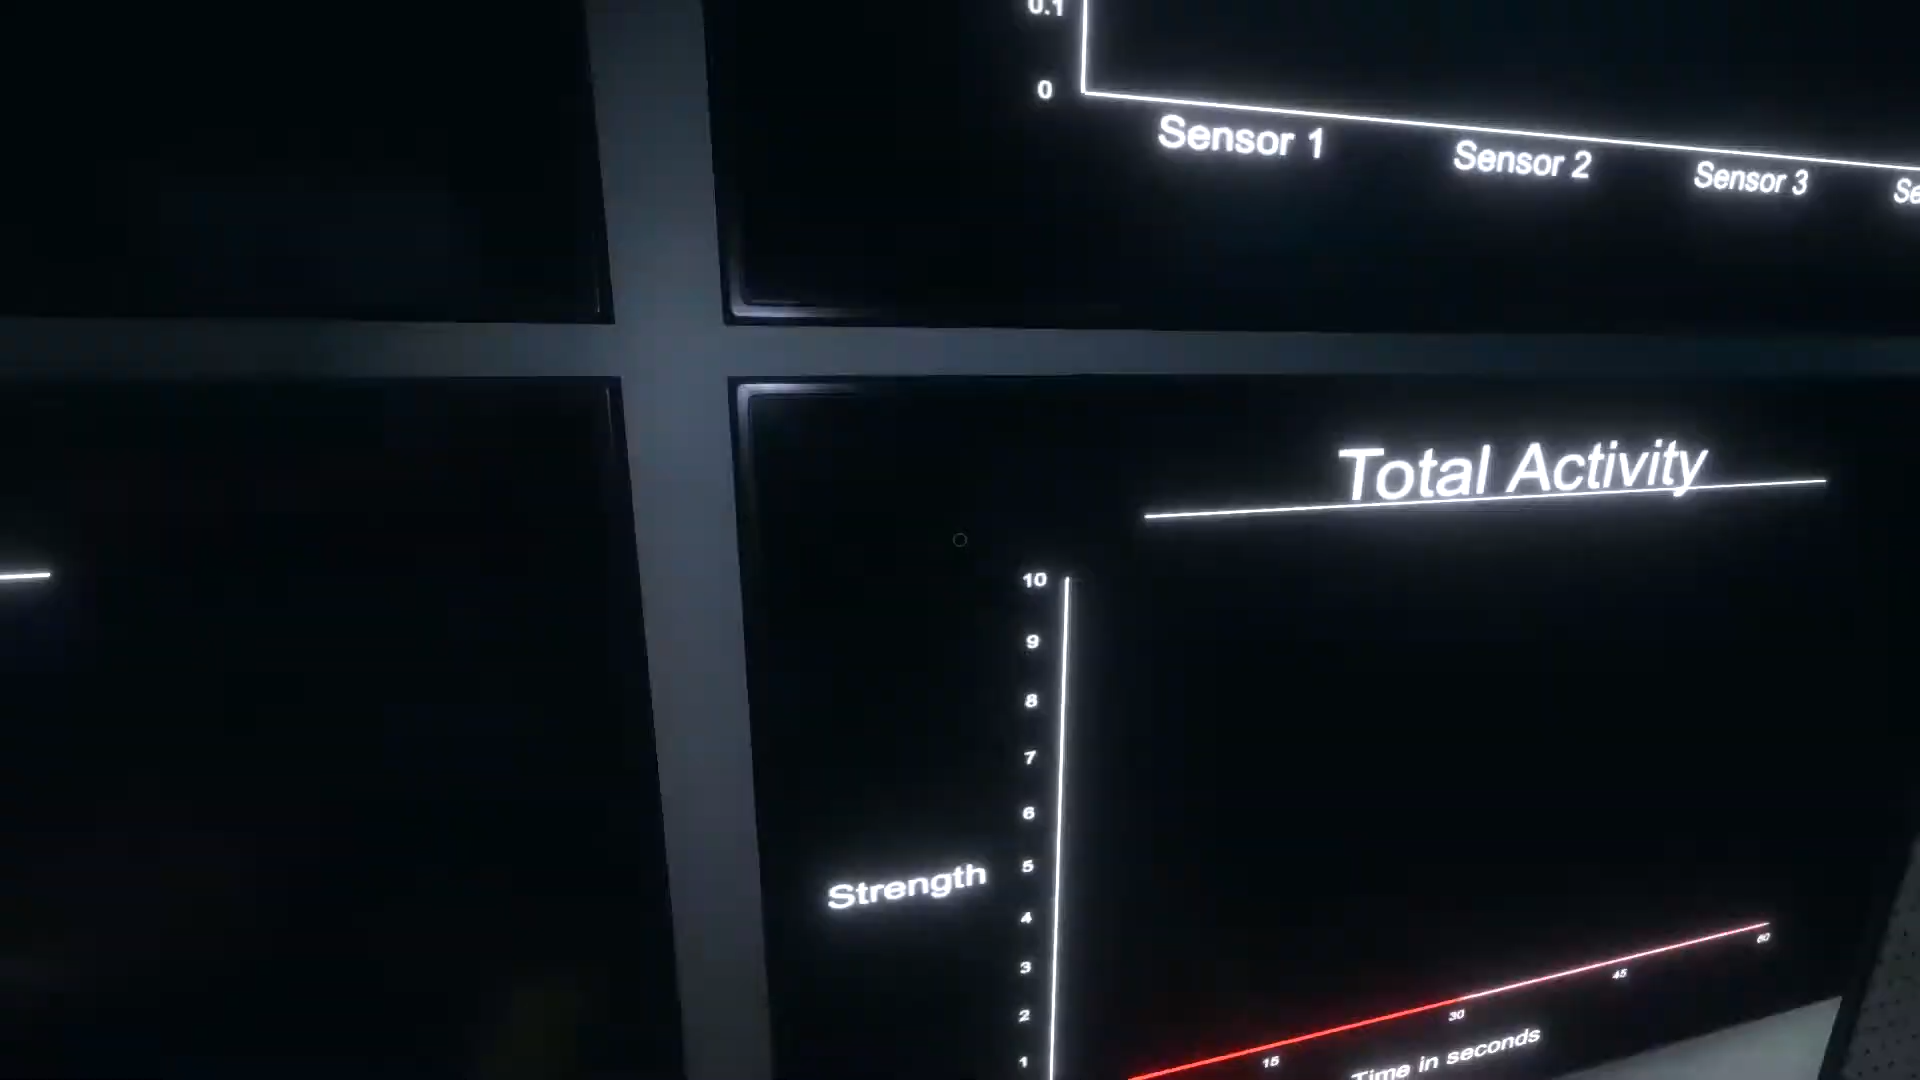 0.1
0
Sensor 1
Sensor 2
Sensor 3
Total Activity
10
9
8
7
6
5
Strength
4
3
2
1
15
30
45
60
Time in seconds